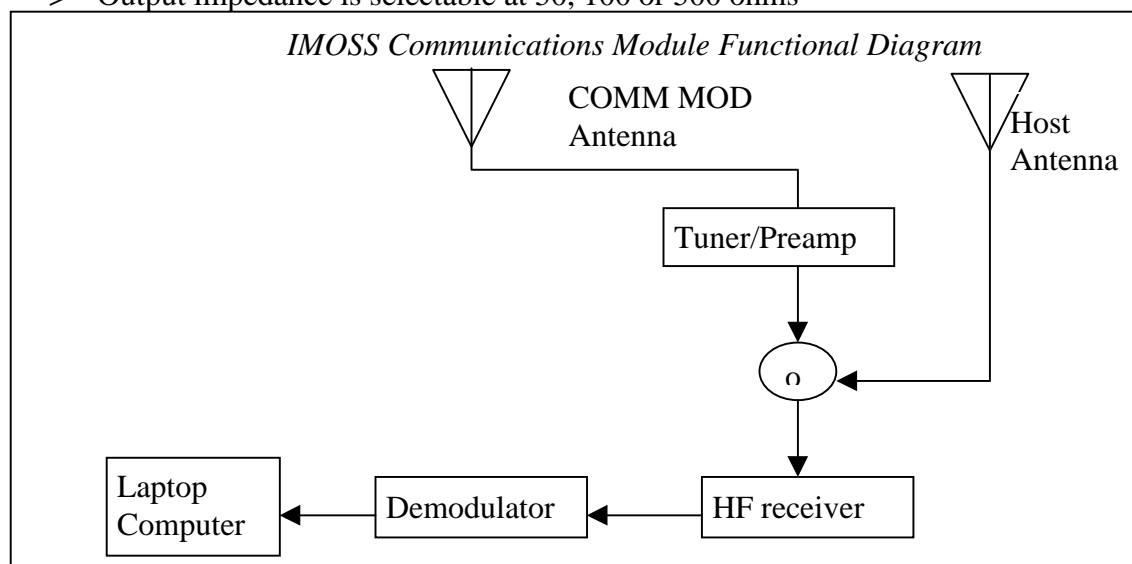 > Output impedance is selectable at 50, 100 or 500 ohms
IMOSS Communications Module Functional Diagram
COMM MOD
Antenna
Host
Antenna
Tuner/Preamp
o
Laptop
Computer
Demodulator
HF receiver